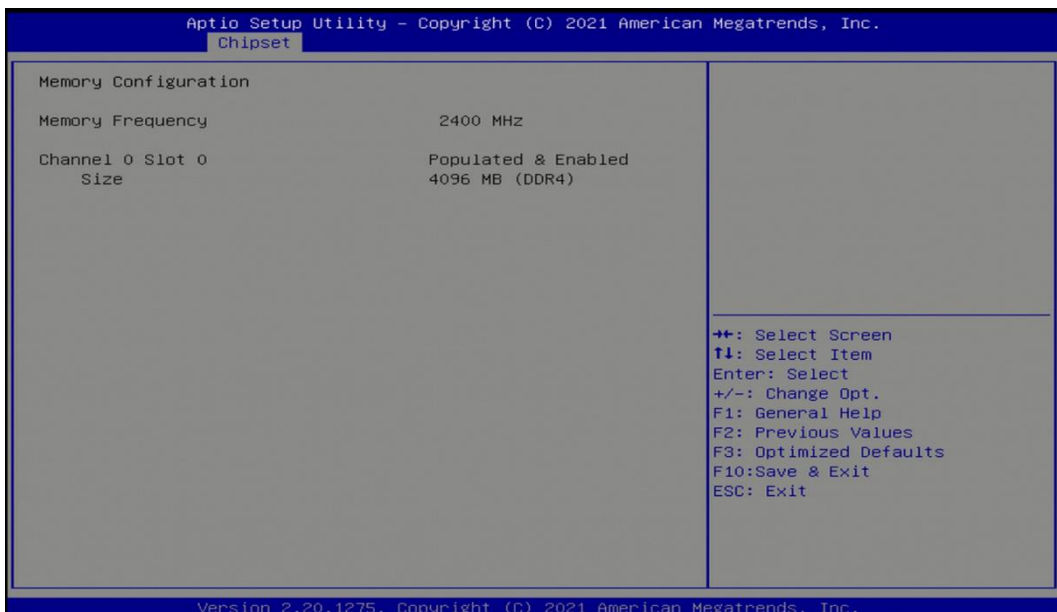 Aptio Setup Utility – Copyright (C) 2021 American Megatrends, Inc.
Chipset
Memory Configuration
Memory Frequency 2400 MHz
Channel 0 Slot 0 Populated & Enabled
Size 4096 MB (DDR4)
→←: Select Screen
↑↓: Select Item
Enter: Select
+/-: Change Opt.
F1: General Help
F2: Previous Values
F3: Optimized Defaults
F10:Save & Exit
ESC: Exit
Version 2.20.1275. Copyright (C) 2021 American Megatrends, Inc.